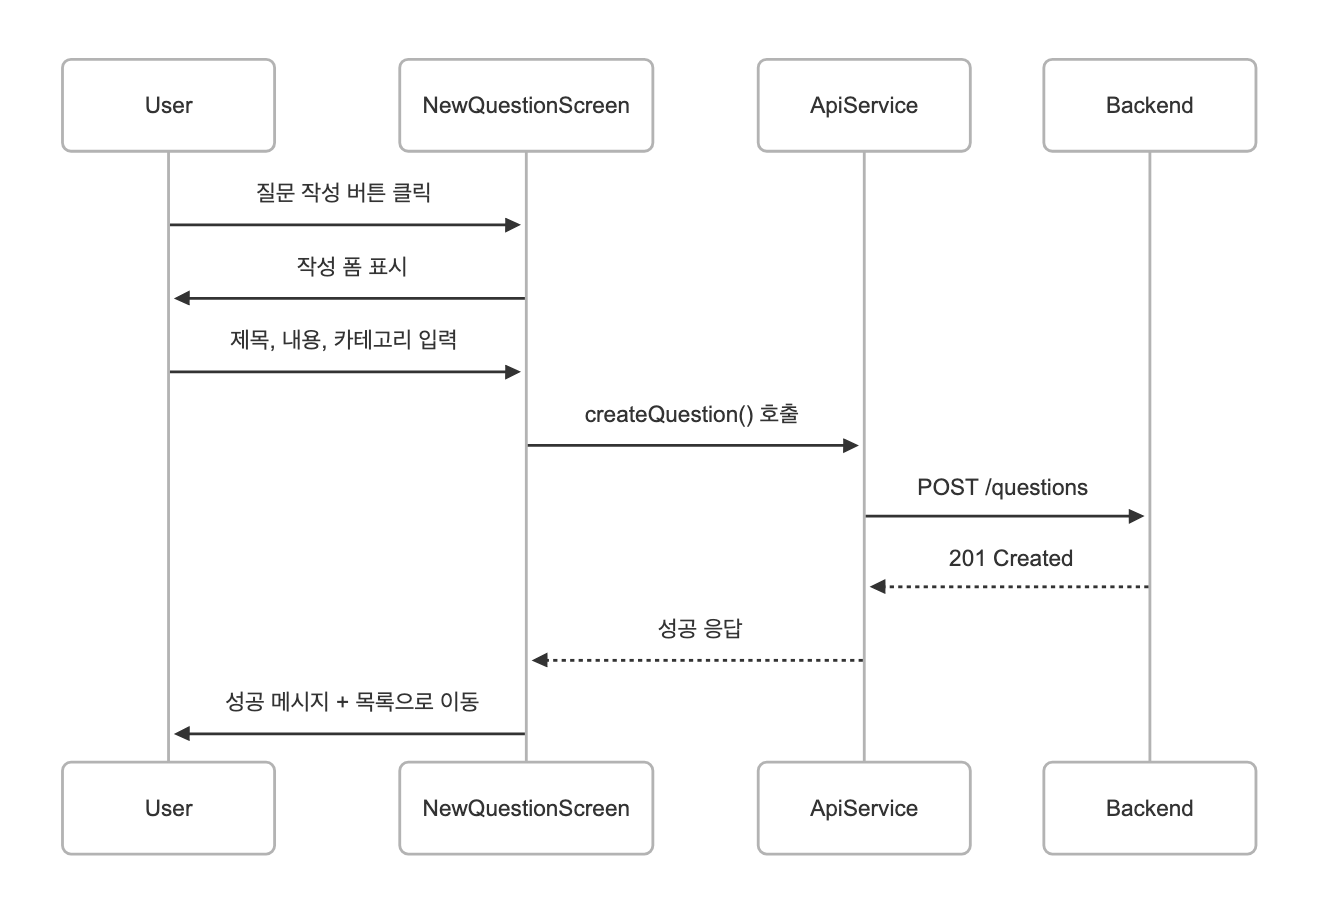 User
NewQuestionScreen
ApiService
Backend
질문 작성 버튼 클릭
작성 폼 표시
제목, 내용, 카테고리 입력
createQuestion() 호출
POST /questions
201 Created
성공 응답
성공 메시지 + 목록으로 이동
User
NewQuestionScreen
ApiService
Backend